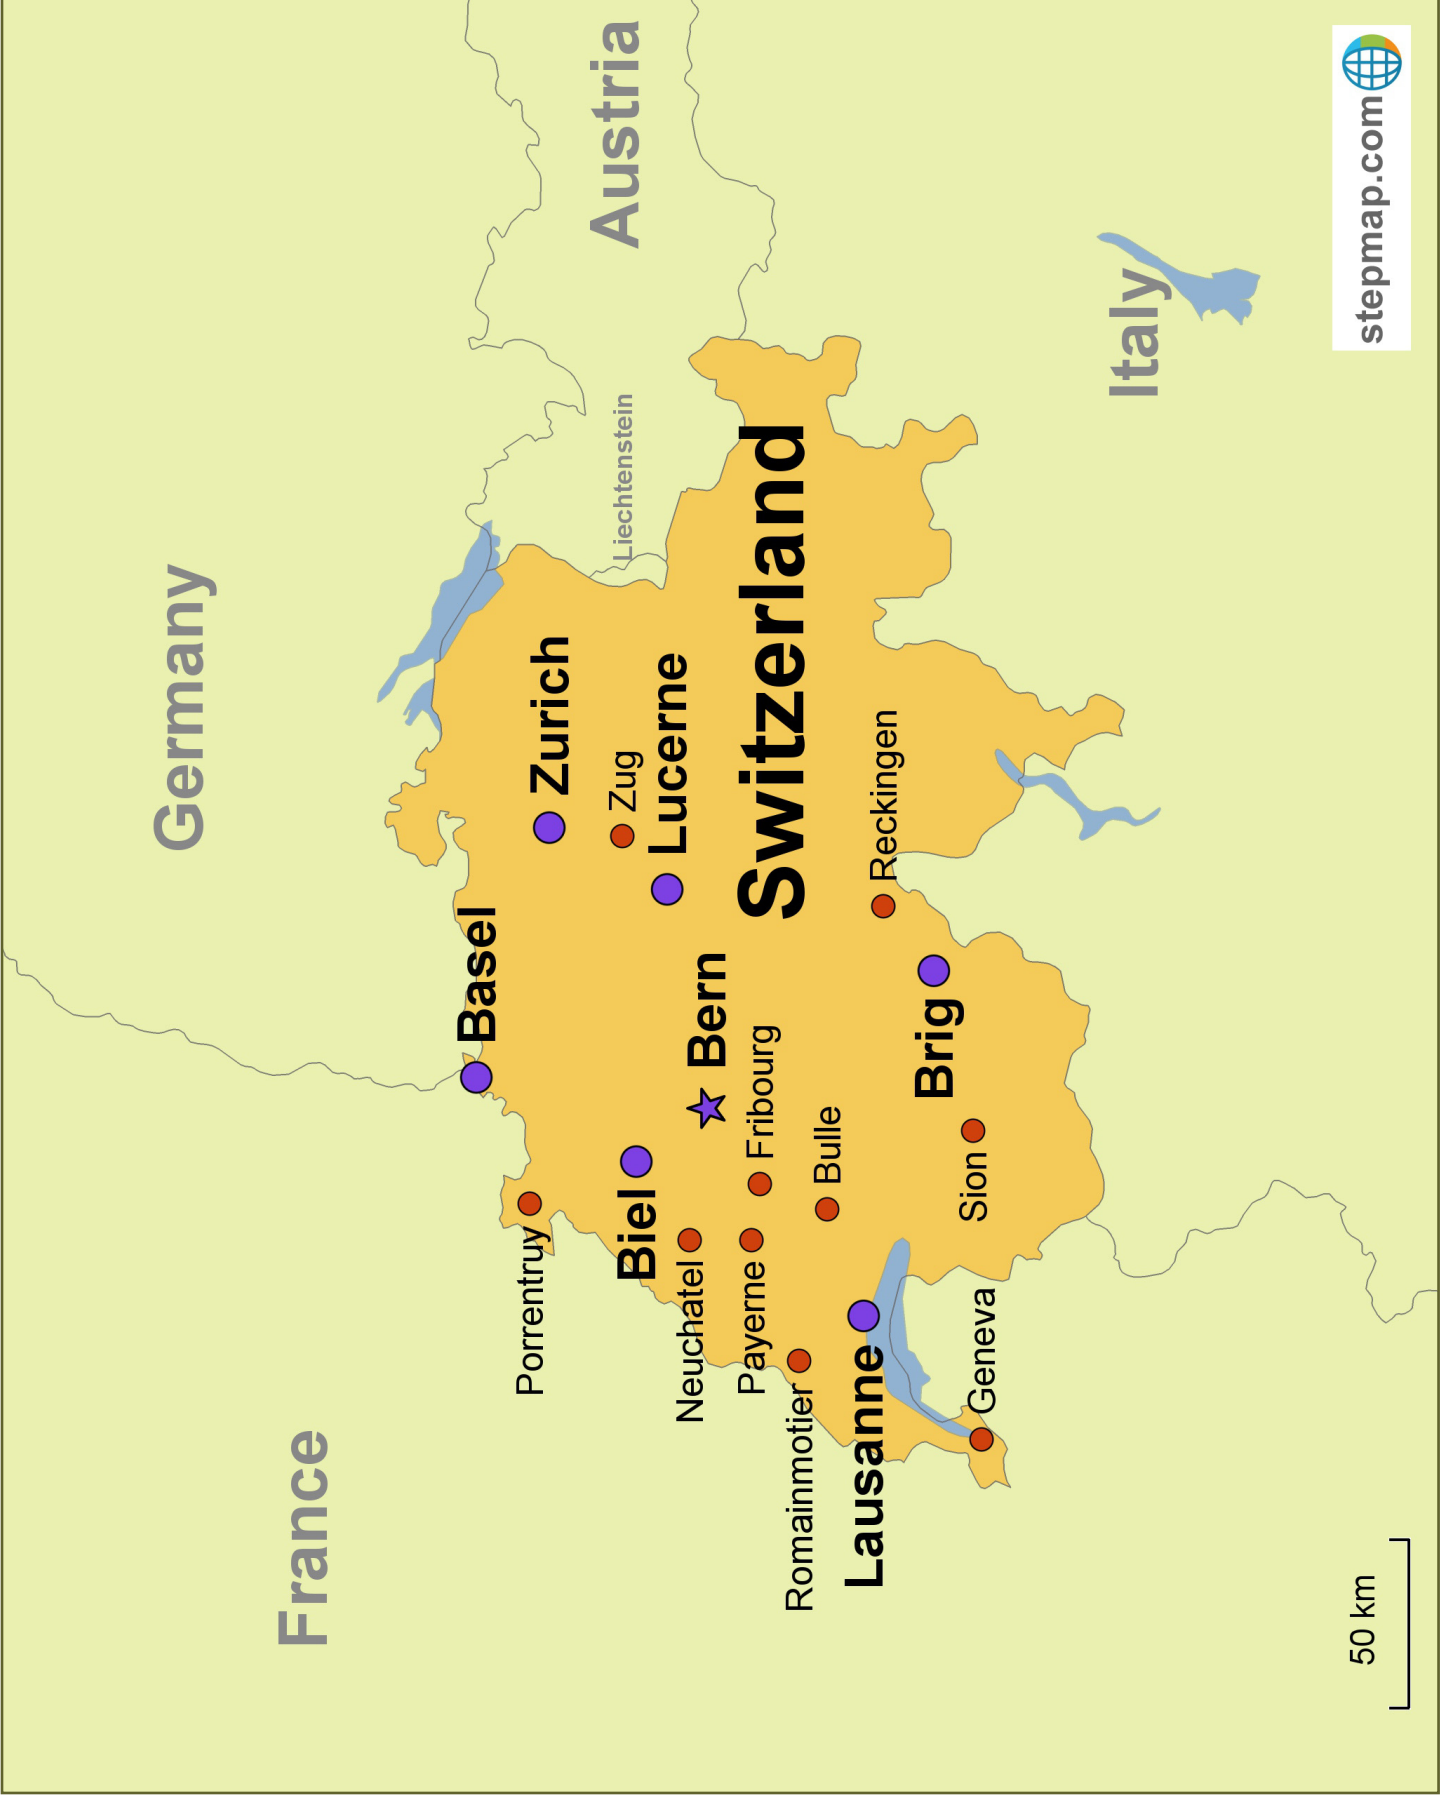 Germany
France
Austria
Liechtenstein
Italy
Basel
Zurich
Porrentruy
Zug
Biel
Lucerne
Neuchatel
Bern
Payerne
Fribourg
Switzerland
Romainmotier
Bulle
Lausanne
Reckingen
Brig
Sion
Geneva
50 km
stepmap.com